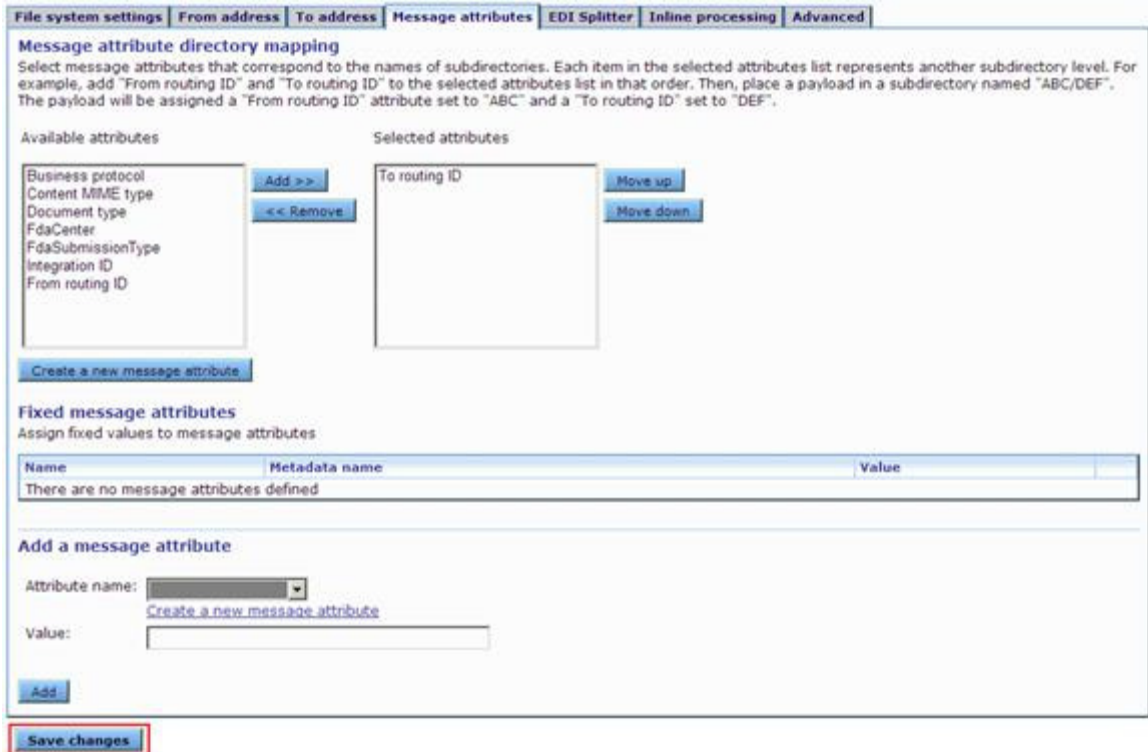 File system settings From address To address Message attributes EDI Splitter Inline processing Advanced
Message attribute directory mapping
Select message attributes that correspond to the names of subdirectories. Each item in the selected attributes list represents another subdirectory level. For
example, add "From routing ID" and "To routing ID" to the selected attributes list in that order. Then, place a payload in a subdirectory named "ABC/DEF".
The payload will be assigned a "From routing ID" attribute set to "ABC" and a "To routing ID" set to "DEF".
Available attributes Selected attributes
Business protocol Add >> To routing ID Move up
Content MIME type
Document type << Remove Move down
FdaCenter
FdaSubmissionType
Integration ID
From routing ID
Create a new message attribute
Fixed message attributes
Assign fixed values to message attributes
Name Metadata name Value
There are no message attributes defined
Add a message attribute
Attribute name:
Create a new message attribute
Value:
Add
Save changes